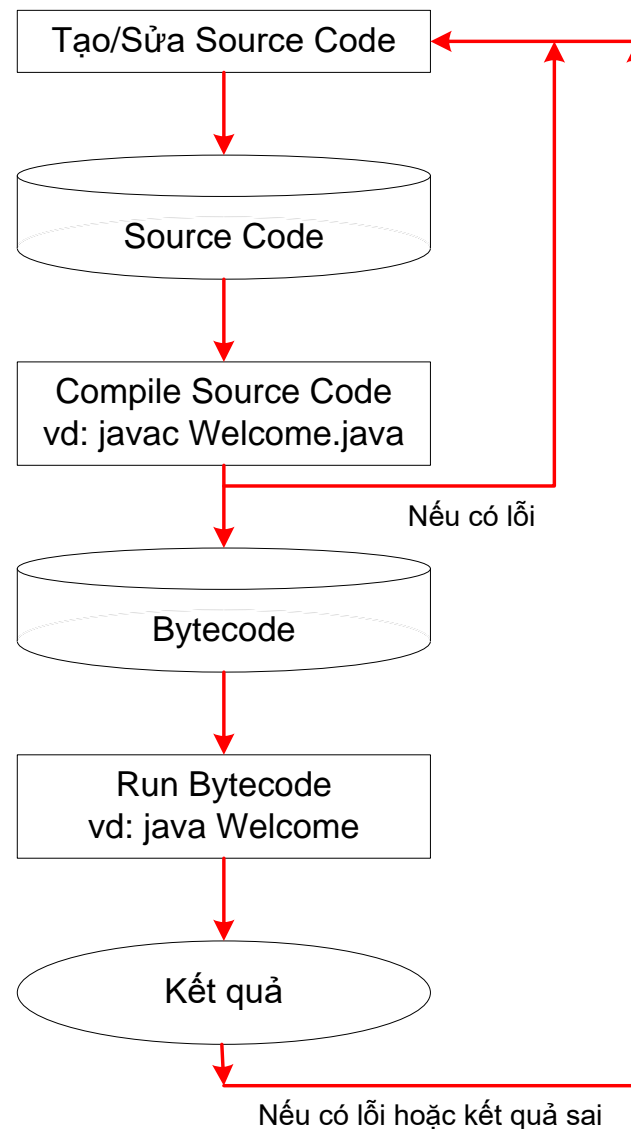 Tạo/Sửa Source Code
Source Code
Compile Source Code
vd: javac Welcome.java
Nếu có lỗi
Bytecode
Run Bytecode
vd: java Welcome
Kết quả
Nếu có lỗi hoặc kết quả sai